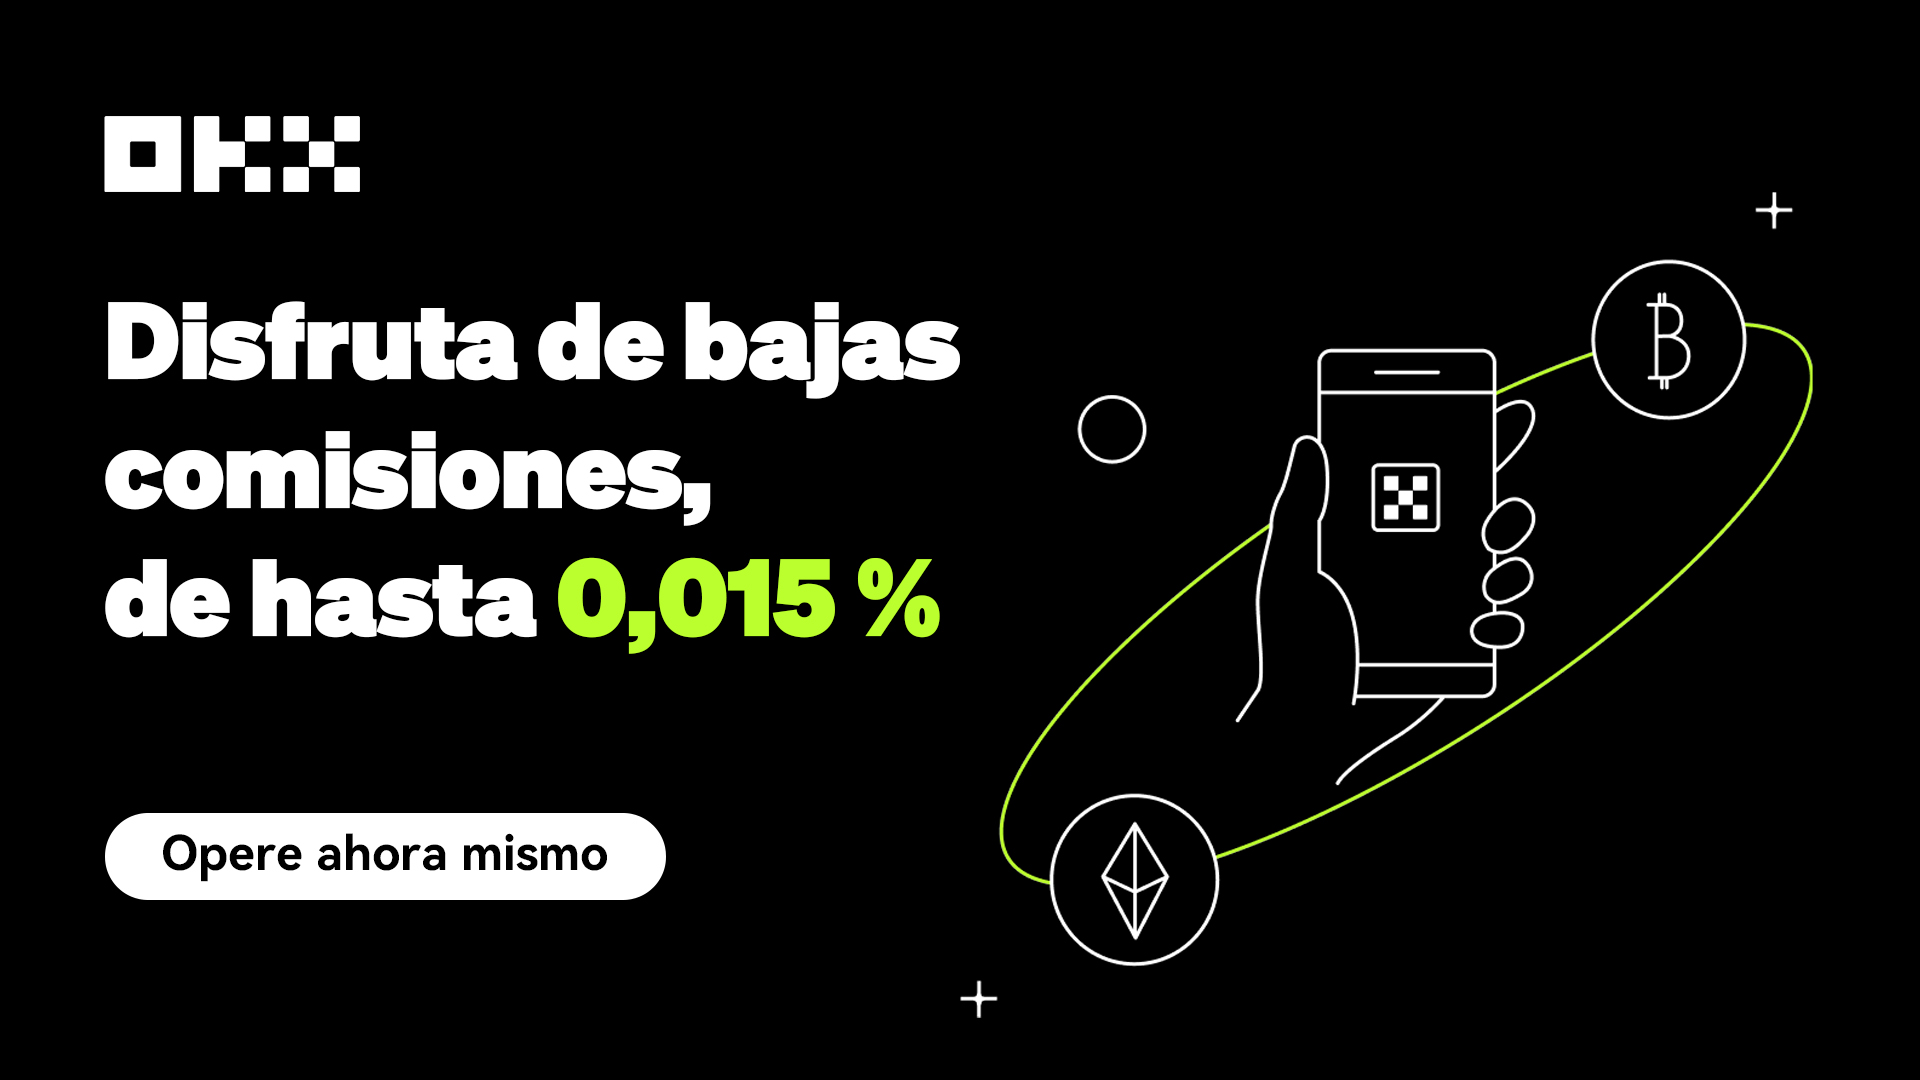 OKX
Disfruta de bajas
comisiones,
de hasta 0,015 %
Opere ahora mismo